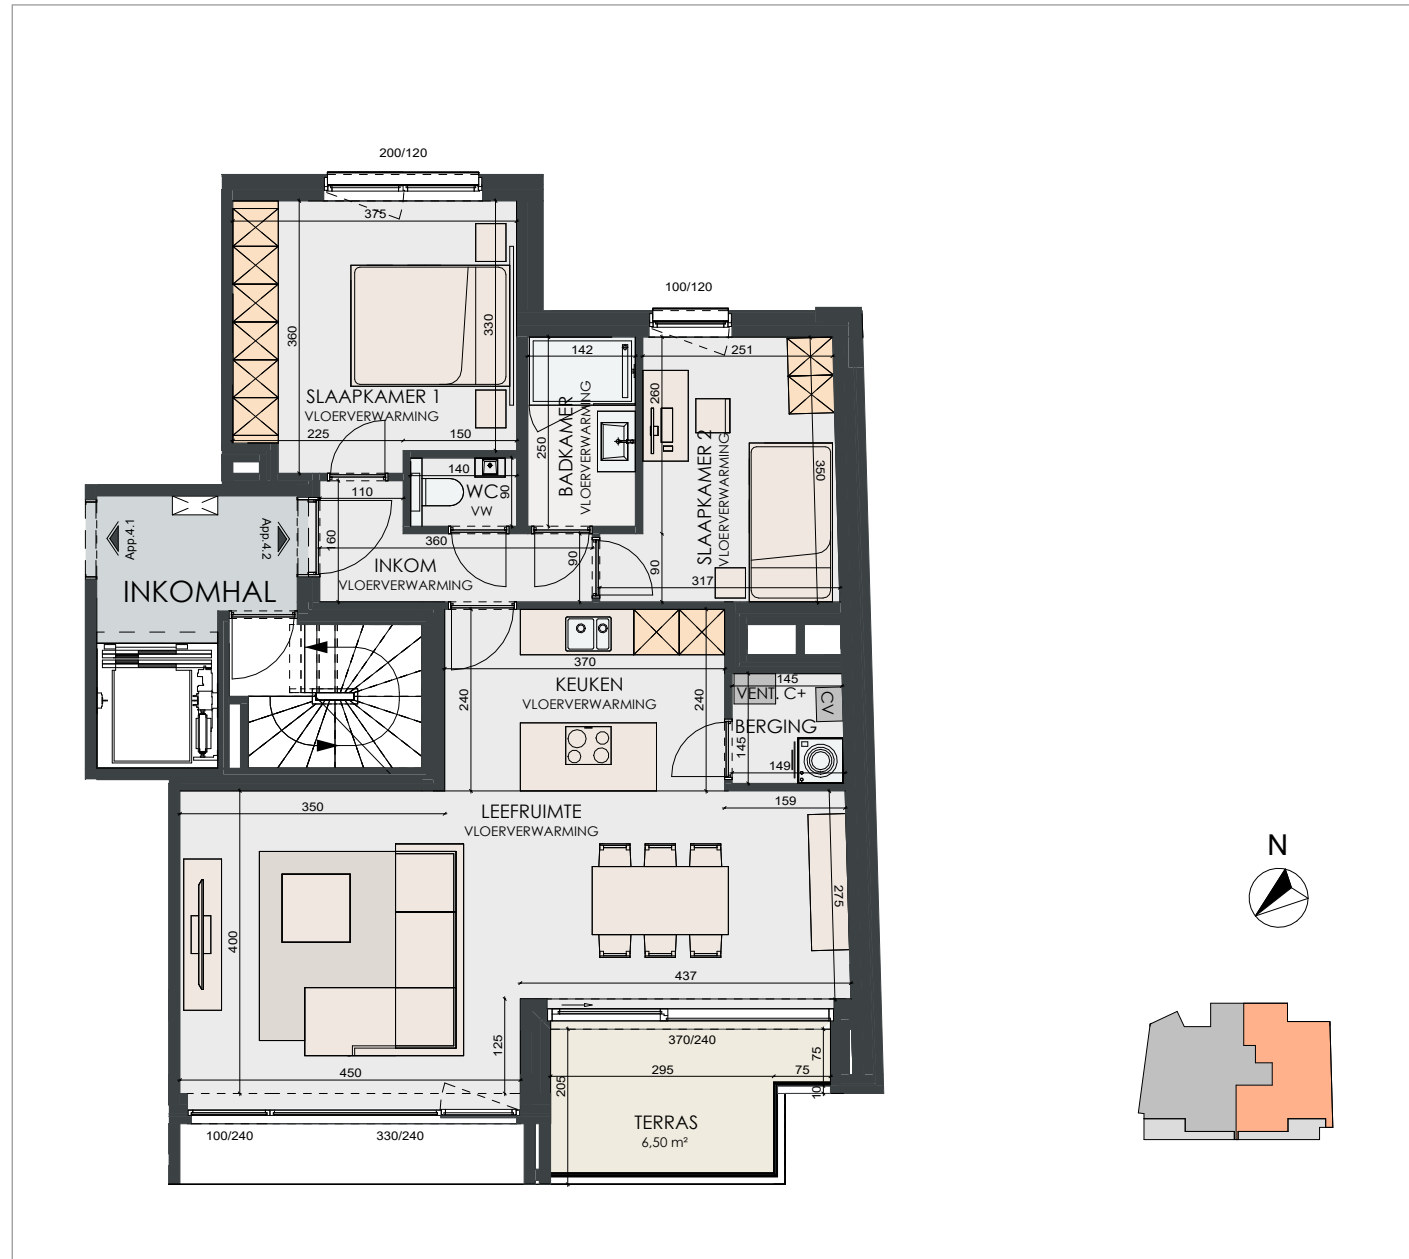 200/120
375
100/120
360
330
142
251
SLAAPKAMER 1
VLOERVERWARMING
225
150
260
250
BADKAMER
VLOERVERWARMING
SLAAPKAMER 2
VLOERVERWARMING
350
140
WC
VW
90
110
App.4.1
App.4.2
160
360
INKOM
VLOERVERWARMING
90
90
317
INKOMHAL
370
KEUKEN
VLOERVERWARMING
240
240
145
VENT. C+
CV
BERGING
145
149
350
159
LEEFRUIMTE
VLOERVERWARMING
275
400
437
N
125
450
370/240
75
295
75
205
10
100/240
330/240
TERRAS
6,50 m²